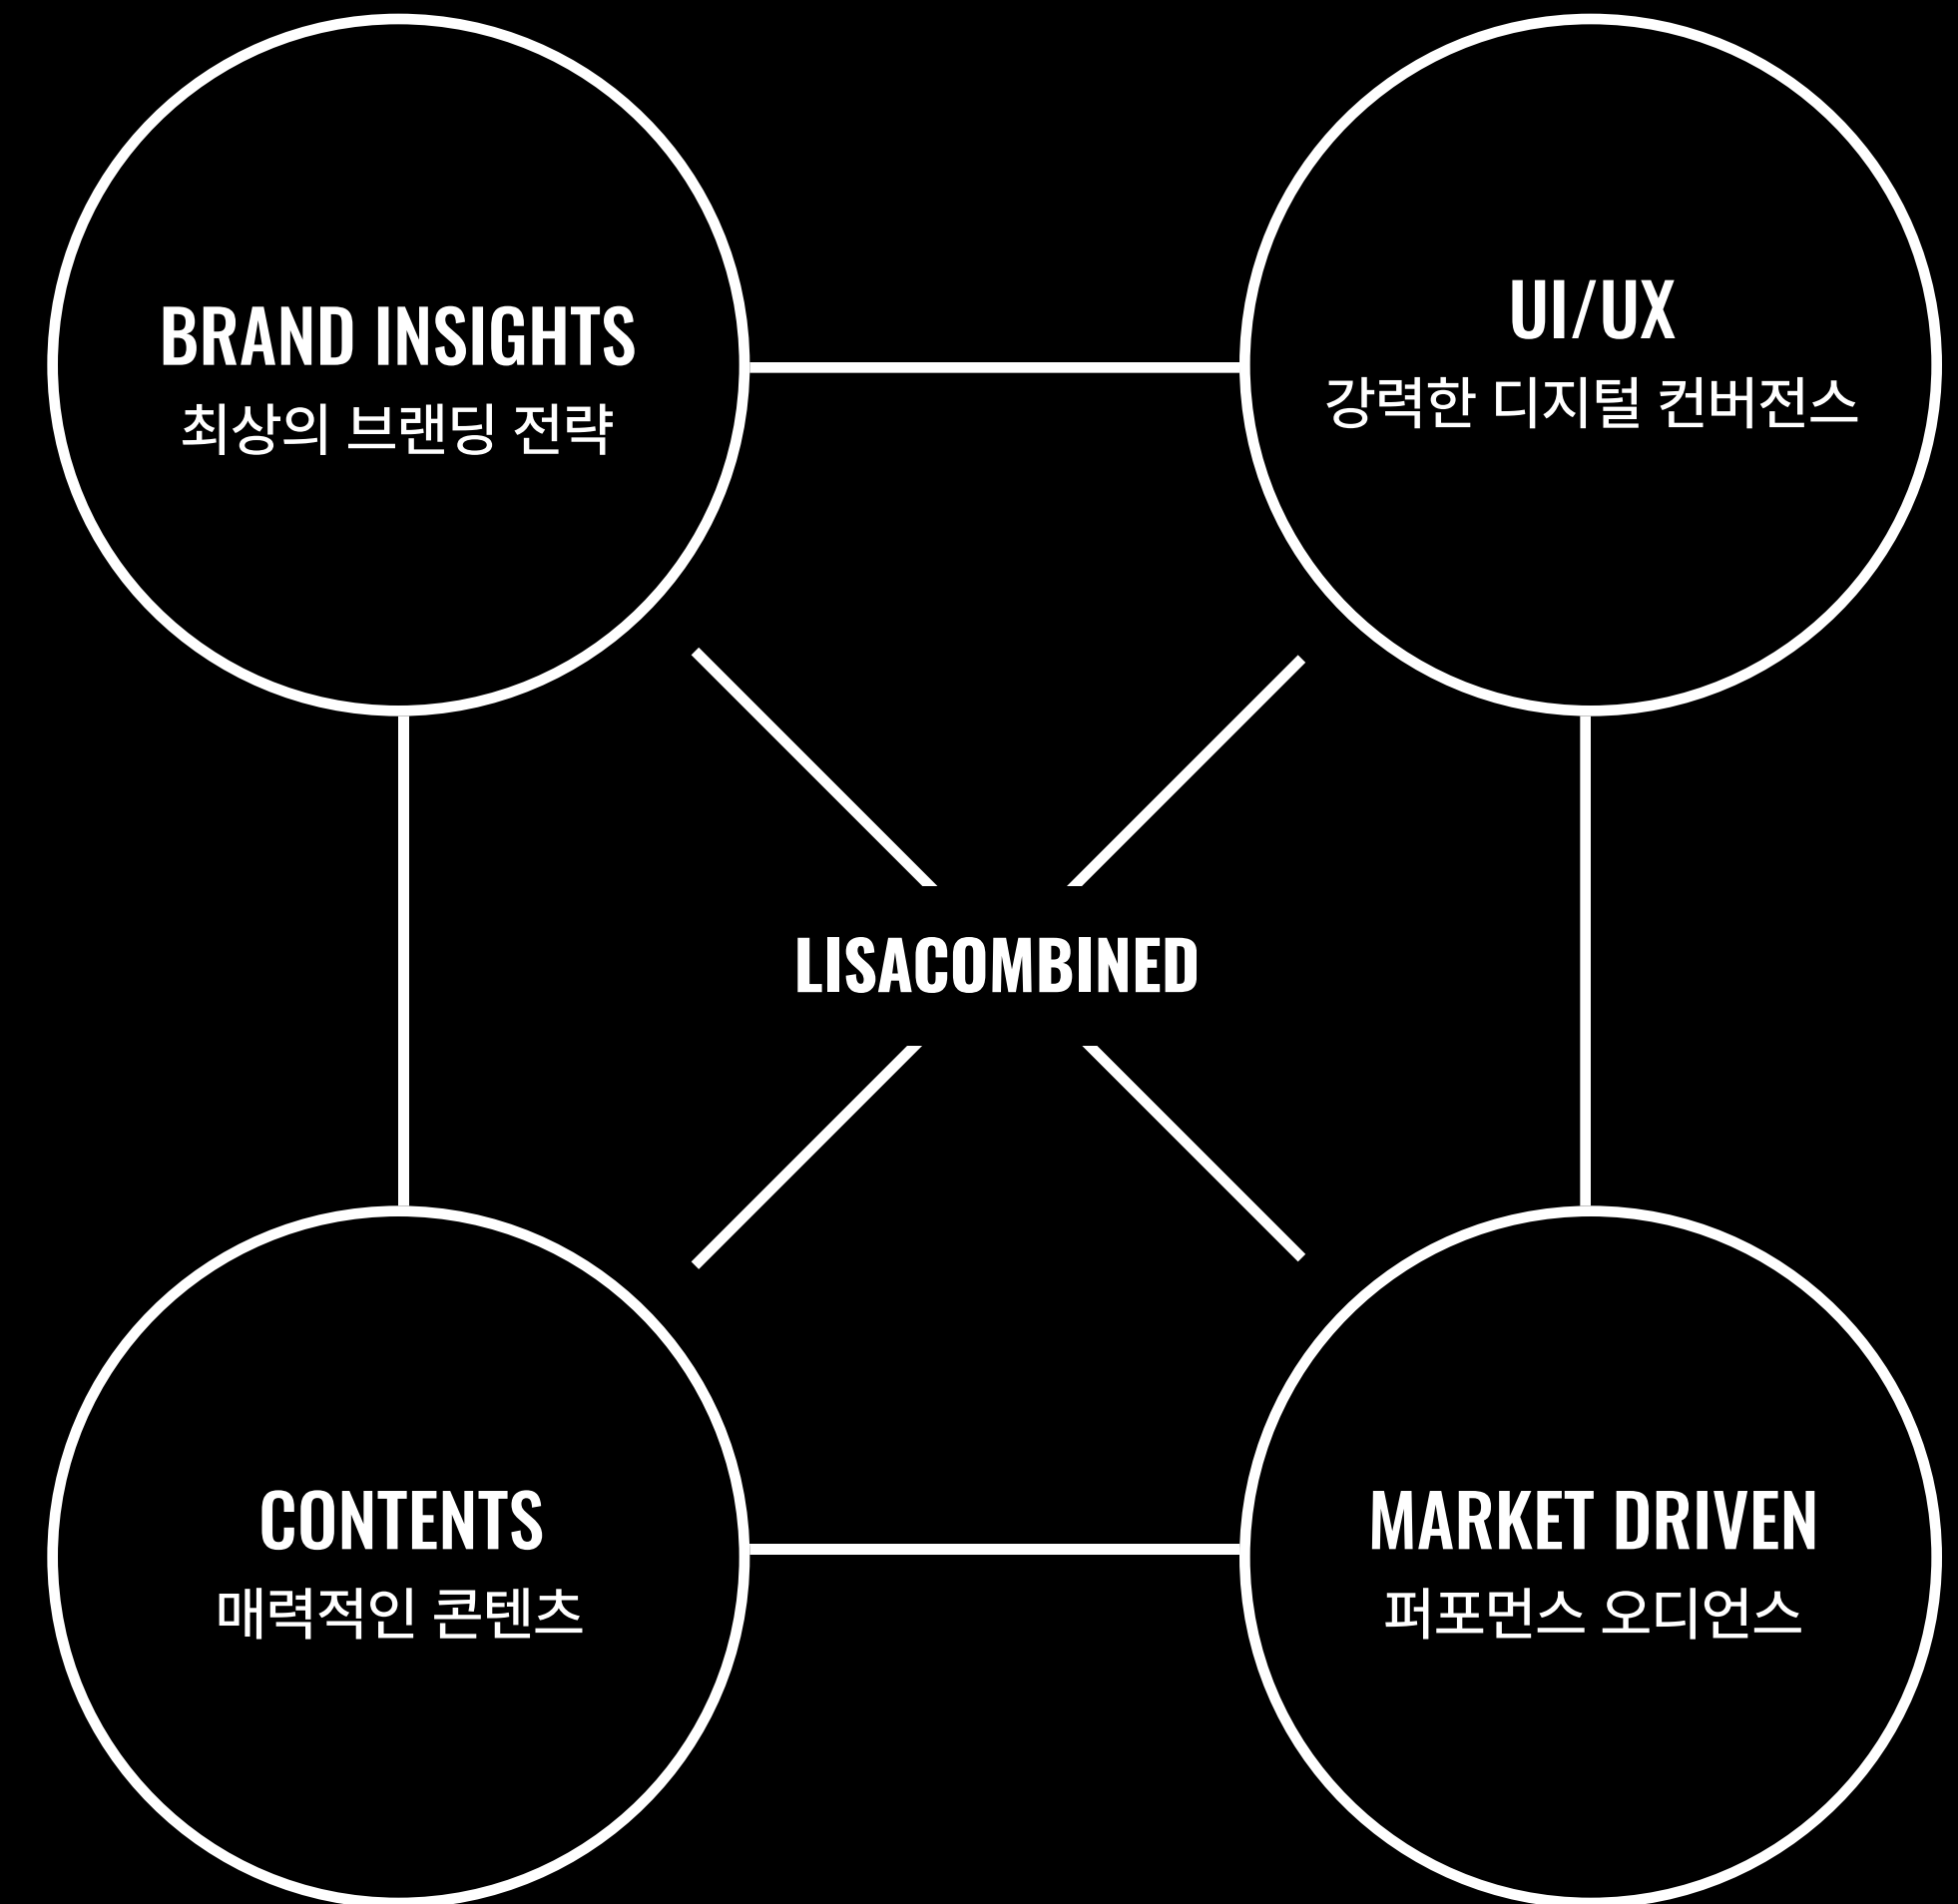 BRAND INSIGHTS
최상의 브랜딩 전략
UI/UX
강력한 디지털 컨버전스
LISACOMBINED
CONTENTS
매력적인 콘텐츠
MARKET DRIVEN
퍼포먼스 오디언스